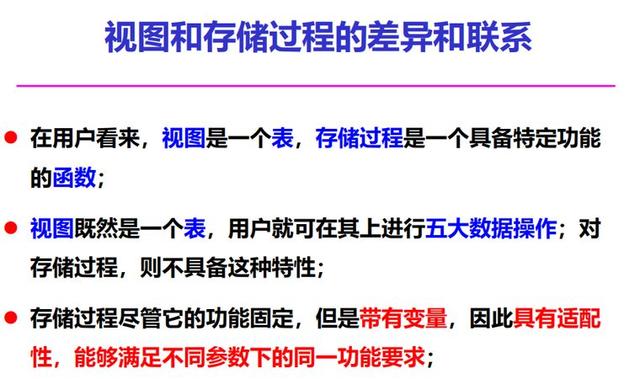 视图和存储过程的差异和联系
在用户看来，视图是一个表，存储过程是一个具备特定功能
的函数；
视图既然是一个表，用户就可在其上进行五大数据操作；对
存储过程，则不具备这种特性；
存储过程尽管它的功能固定，但是带有变量，因此具有适配
性，能够满足不同参数下的同一功能要求；